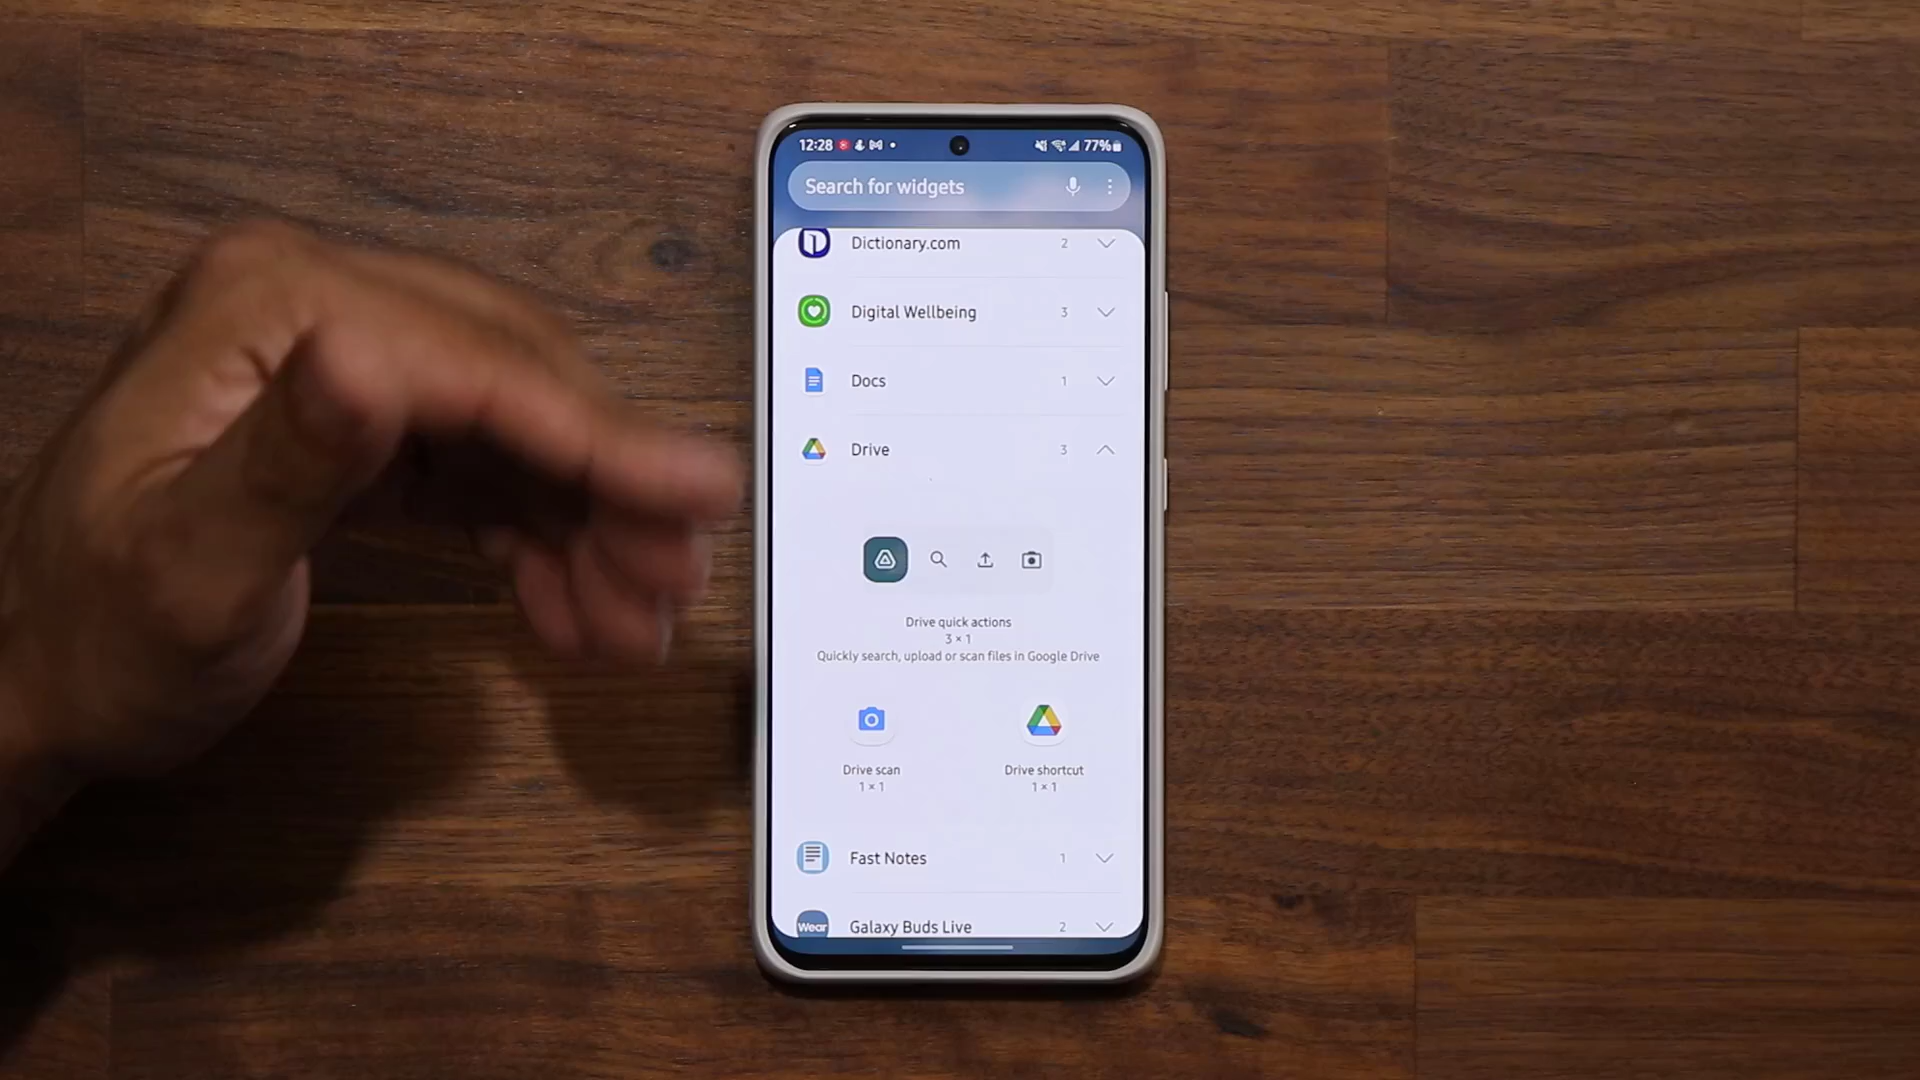 12:28
77%
Search for widgets
Dictionary.com 2
Digital Wellbeing 3
Docs 1
Drive 3
Drive quick actions
3 × 1
Quickly search, upload or scan files in Google Drive
Drive scan
1 × 1
Drive shortcut
1 × 1
Fast Notes 1
Wear
Galaxy Buds Live 2